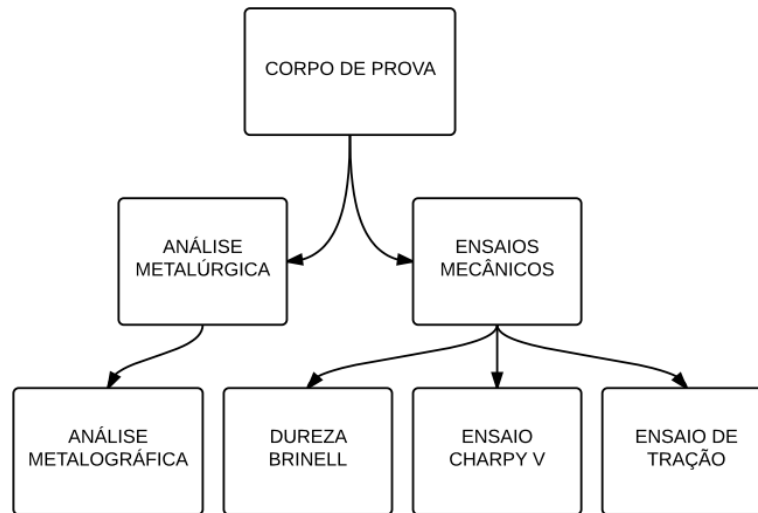 CORPO DE PROVA
ANÁLISE
METALÚRGICA
ENSAIOS
MECÂNICOS
ANÁLISE
METALOGRÁFICA
DUREZA
BRINELL
ENSAIO
CHARPY V
ENSAIO DE
TRAÇÃO